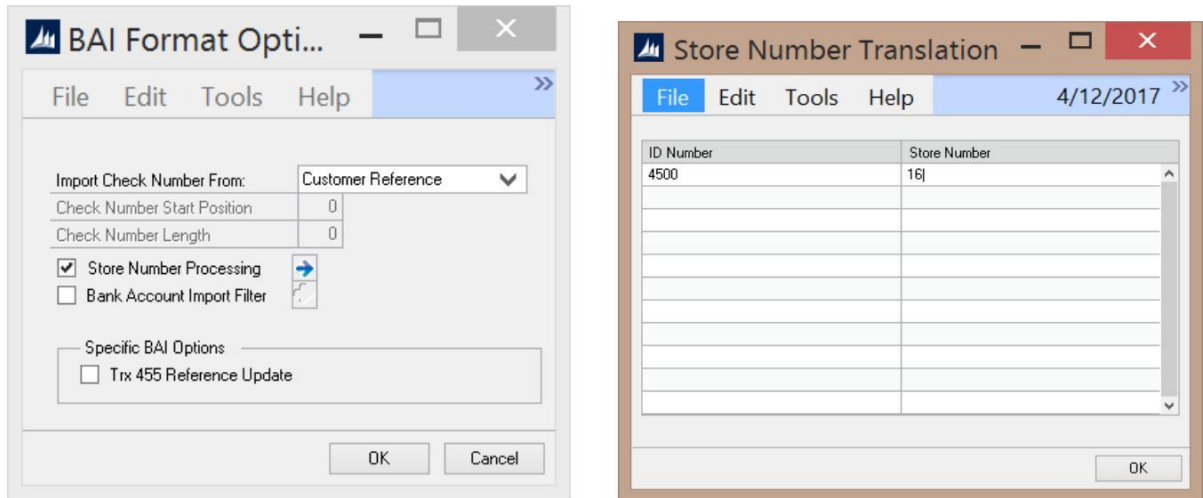 BAI Format Opti...
File Edit Tools Help
Import Check Number From: Customer Reference
Check Number Start Position 0
Check Number Length 0
Store Number Processing
Bank Account Import Filter
Specific BAI Options
Trx 455 Reference Update
OK Cancel
Store Number Translation
File Edit Tools Help 4/12/2017
ID Number Store Number
4500 16
OK